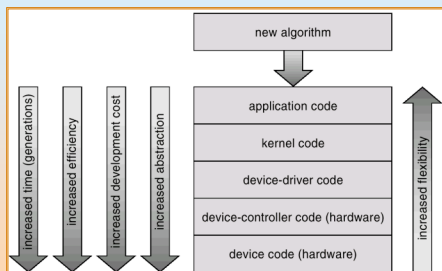 new algorithm
application code
kernel code
device-driver code
device-controller code (hardware)
device code (hardware)
increased time (generations)
increased efficiency
increased development cost
increased abstraction
increased flexibility